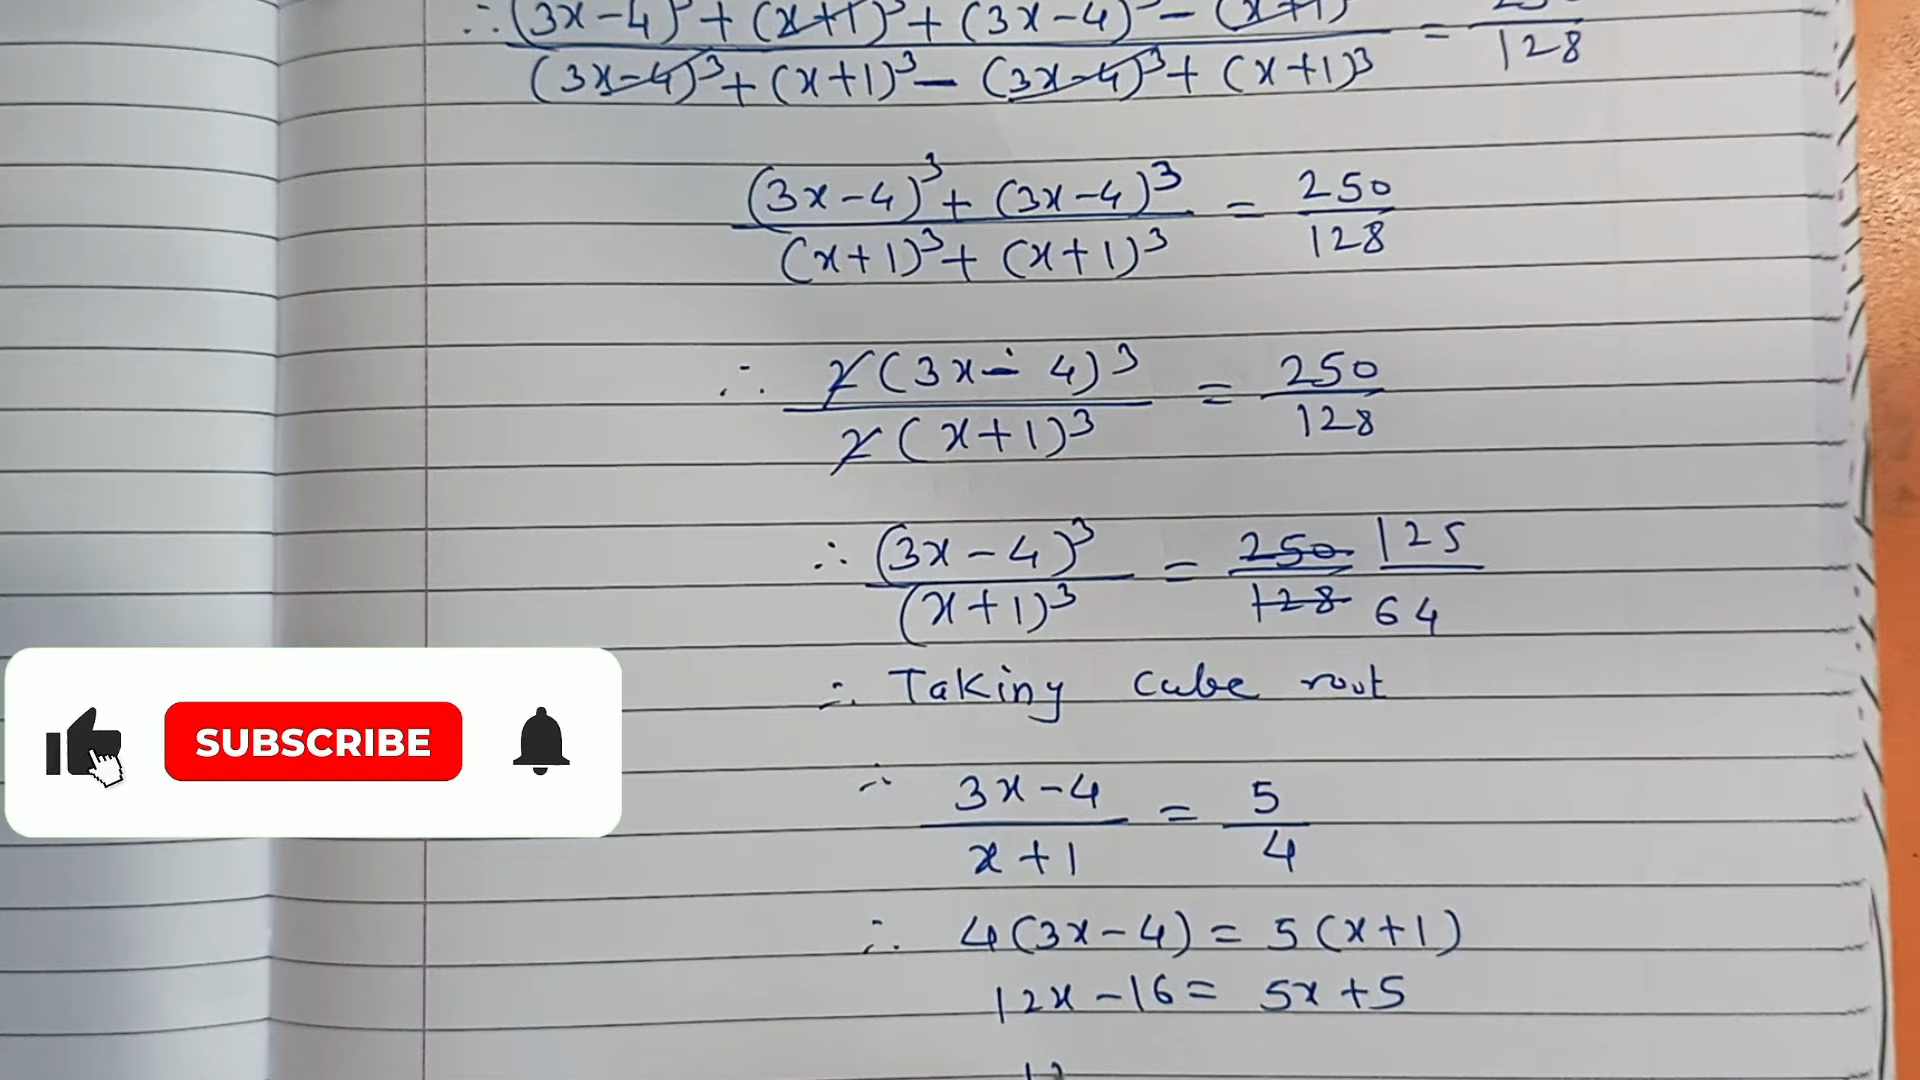 ∴ (3x-4)³ + (x+1)³ + (3x-4)³ - (x+1)³ / (3x-4)³ + (x+1)³ - (3x-4)³ + (x+1)³ = 250 / 128
(3x-4)³ + (3x-4)³ / (x+1)³ + (x+1)³ = 250 / 128
∴ 2(3x-4)³ / 2(x+1)³ = 250 / 128
∴ (3x-4)³ / (x+1)³ = 250 / 128 125 / 64
∴ Taking cube root
SUBSCRIBE
∴ 3x-4 / x+1 = 5 / 4
∴ 4(3x-4) = 5(x+1)
12x-16 = 5x+5